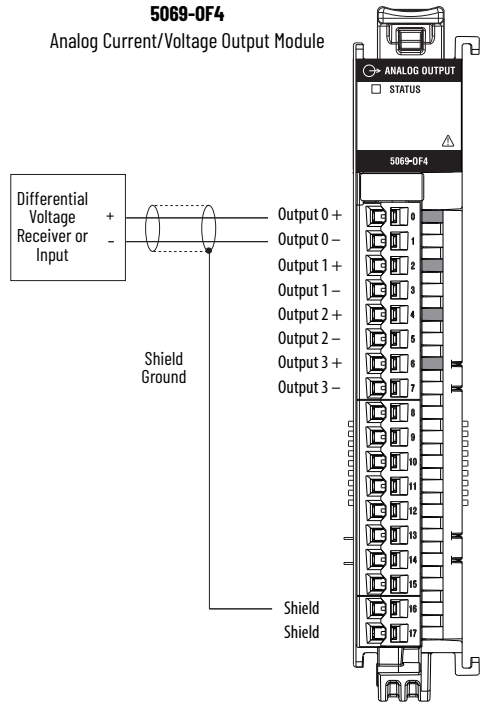 5069-OF4
Analog Current/Voltage Output Module
ANALOG OUTPUT
STATUS
5069-OF4
Differential
Voltage
Receiver or
Input
+
–
Output 0 +
Output 0 –
Output 1 +
Output 1 –
Output 2 +
Output 2 –
Output 3 +
Output 3 –
Shield
Ground
Shield
Shield
0
1
2
3
4
5
6
7
8
9
10
11
12
13
14
15
16
17